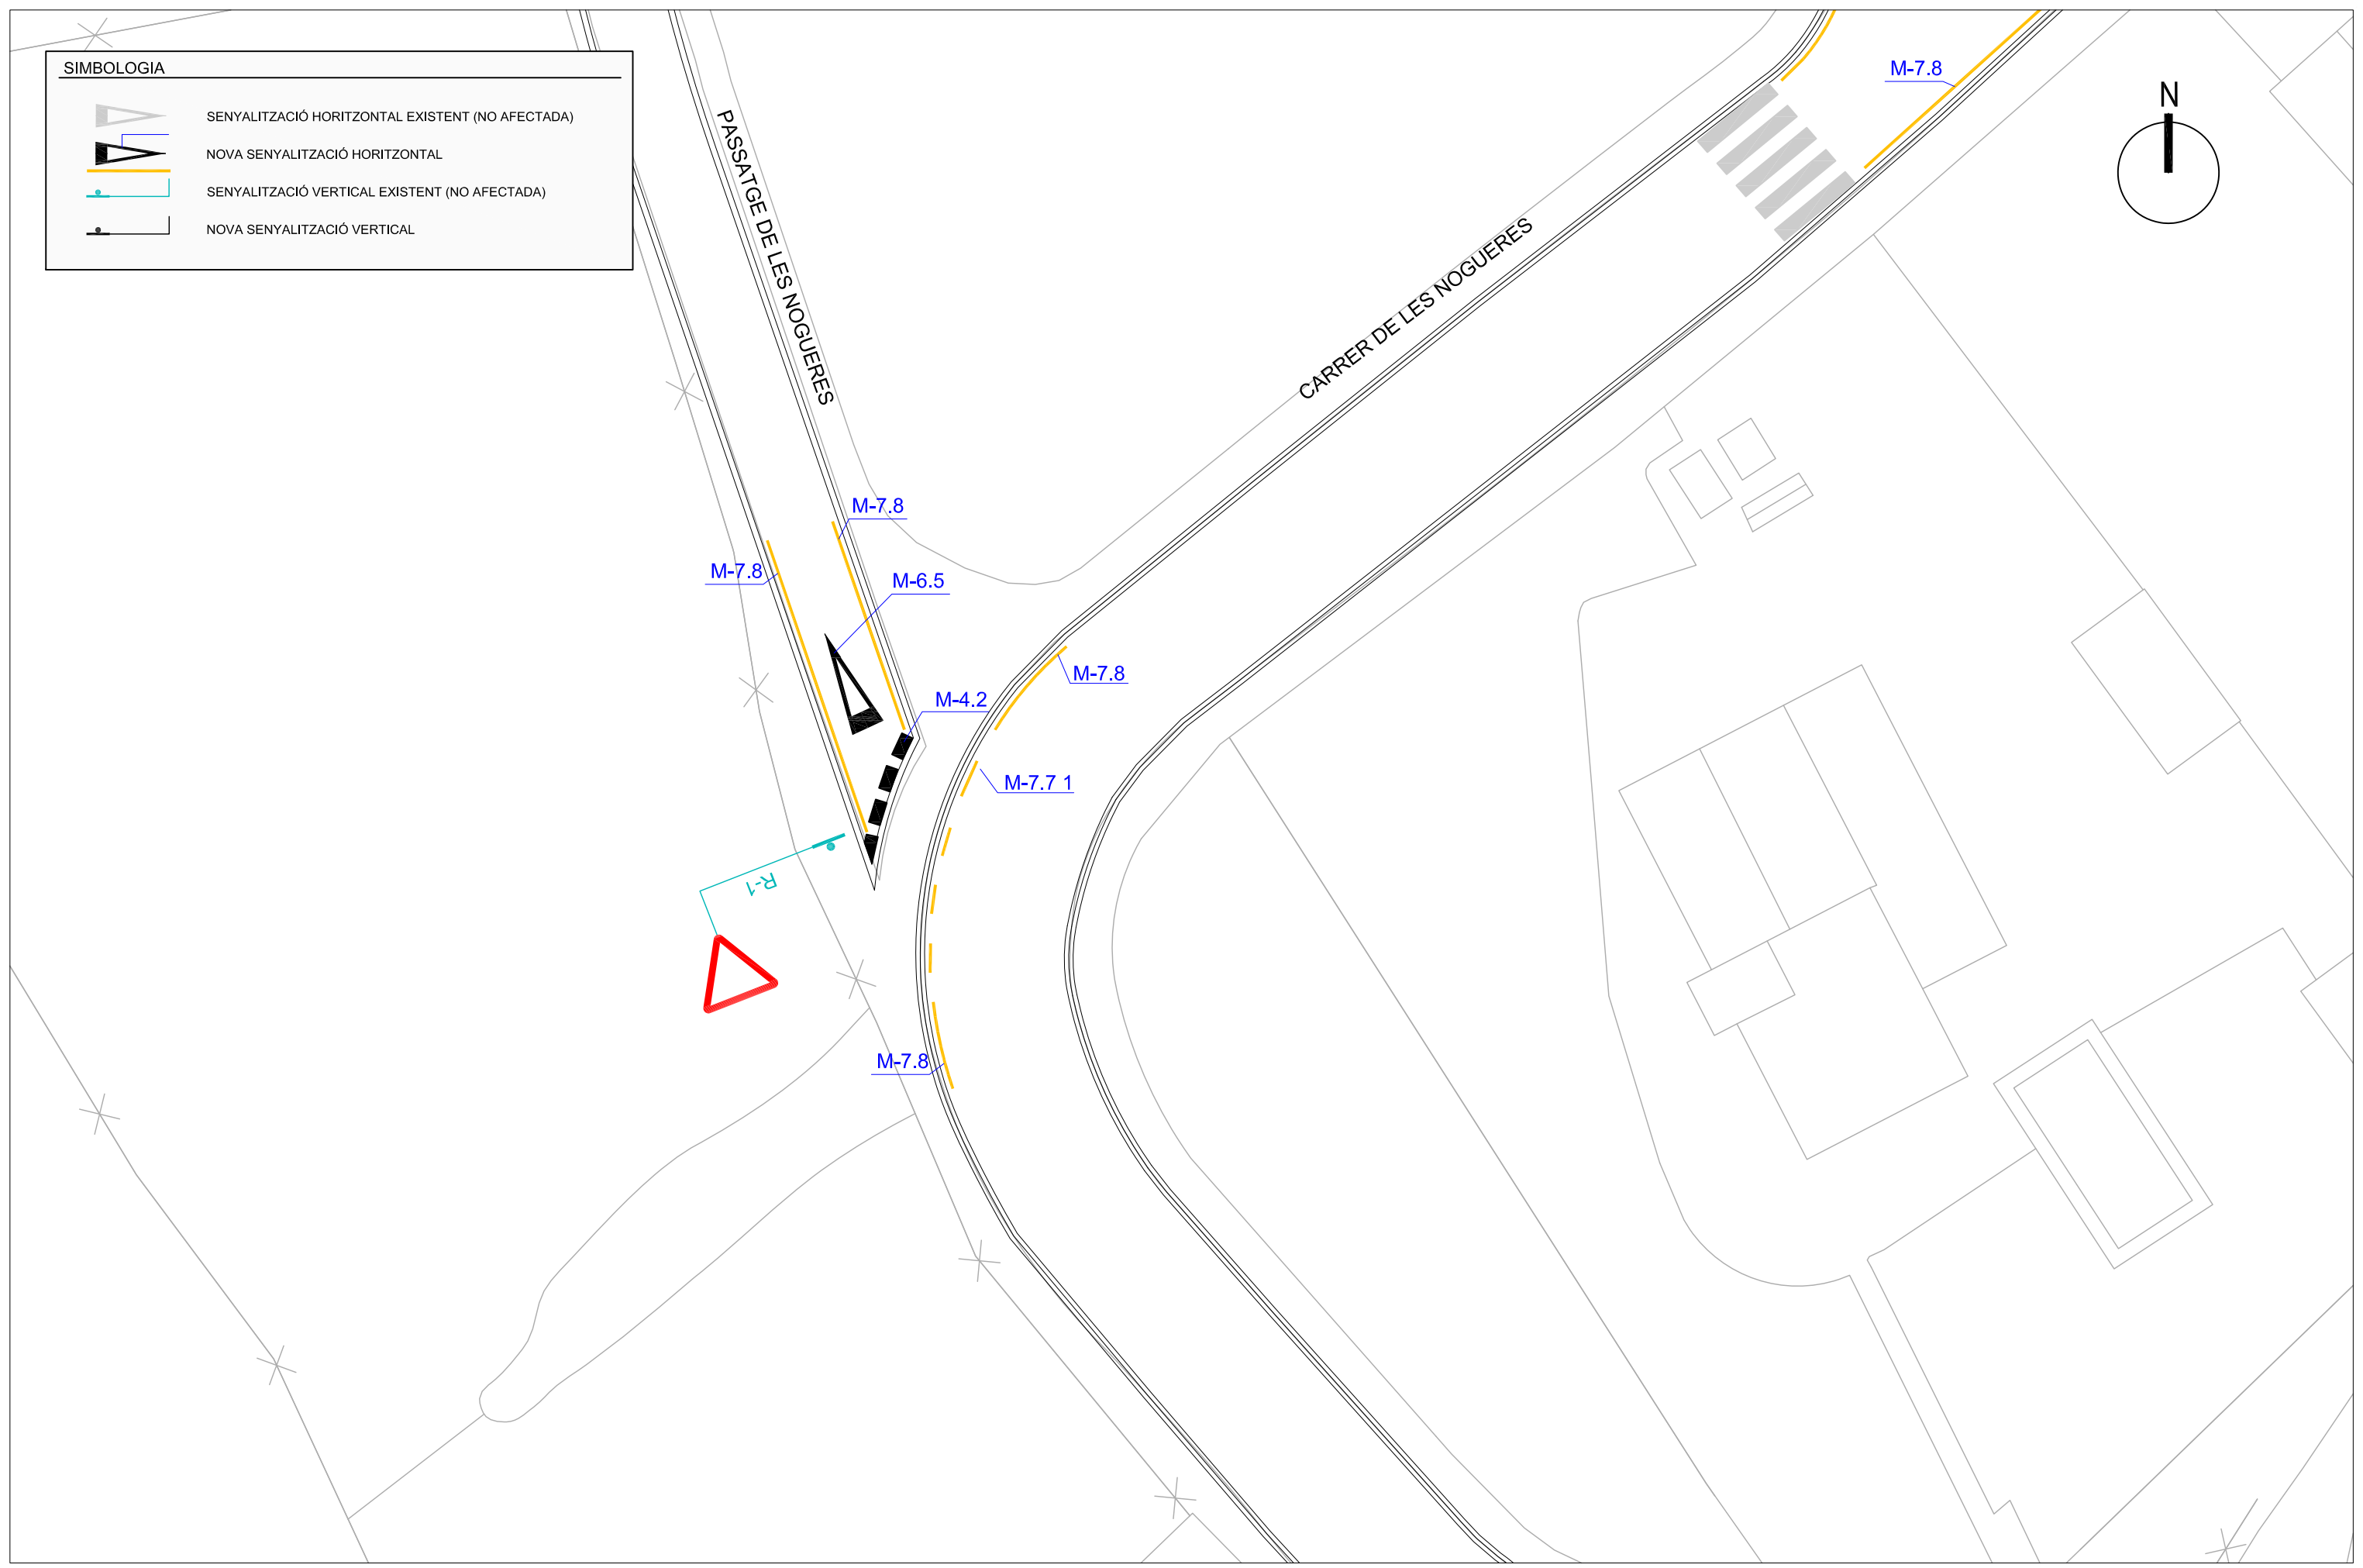 SIMBOLOGIA
SENYALITZACIÓ HORITZONTAL EXISTENT (NO AFECTADA)
NOVA SENYALITZACIÓ HORITZONTAL
SENYALITZACIÓ VERTICAL EXISTENT (NO AFECTADA)
NOVA SENYALITZACIÓ VERTICAL
M-7.8
N
PASSATGE DE LES NOGUERES
CARRER DE LES NOGUERES
M-7.8
M-7.8
M-6.5
M-7.8
M-4.2
M-7.7 1
R-1
M-7.8